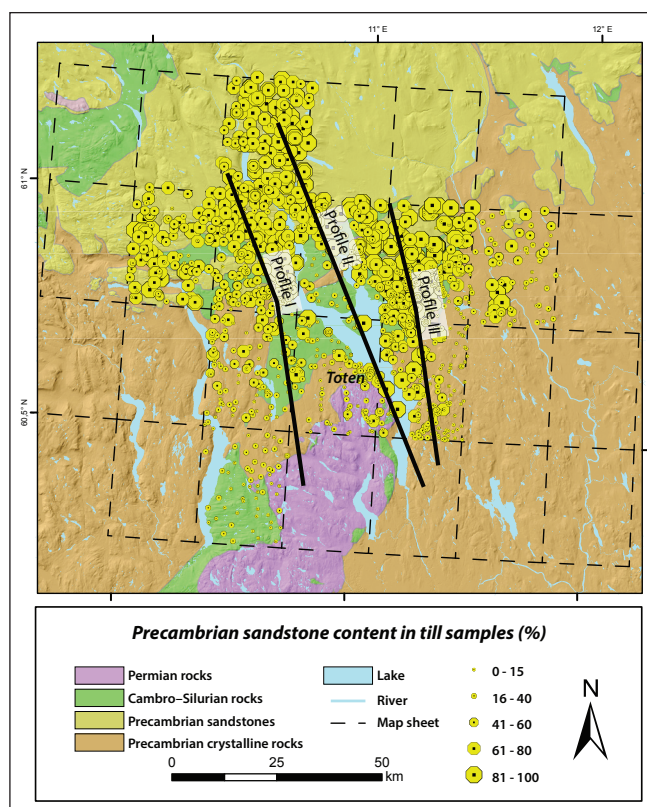 11° E
12° E
61° N
60.5° N
Profile I
Profile II
Profile III
Toten
Precambrian sandstone content in till samples (%)
Permian rocks
Cambro–Silurian rocks
Precambrian sandstones
Precambrian crystalline rocks
Lake
River
Map sheet
0 - 15
16 - 40
41 - 60
61 - 80
81 - 100
N
0 25 50
km